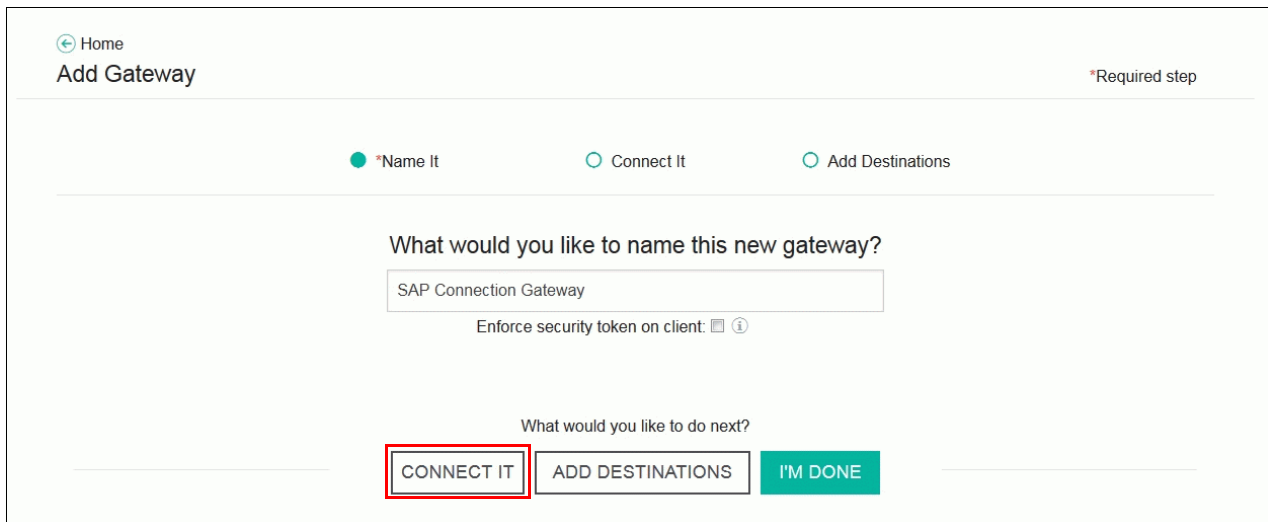 Home
Add Gateway
*Required step
*Name It
Connect It
Add Destinations
What would you like to name this new gateway?
SAP Connection Gateway
Enforce security token on client:
What would you like to do next?
CONNECT IT
ADD DESTINATIONS
I'M DONE